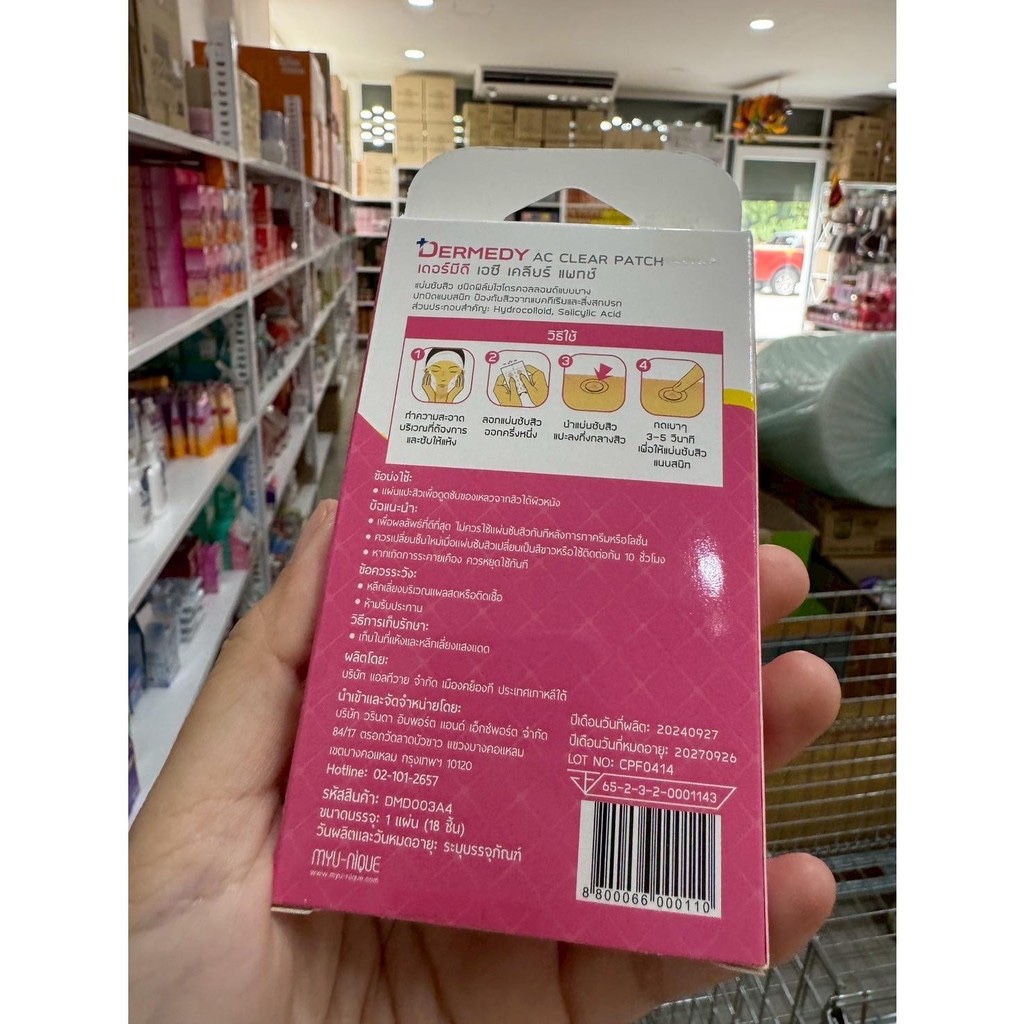 DERMEDY AC CLEAR PATCH
เดอร์มีดี เอซี เคลียร์ แพทช์
แผ่นซับสิว ชนิดฟิล์มไฮโดรคอลลอยด์แบบบาง
ปกปิดแนบสนิท ป้องกันสิวจากแบคทีเรียและสิ่งสกปรก
ส่วนประกอบสำคัญ: Hydrocolloid, Salicylic Acid
วิธีใช้
1
ทำความสะอาด
บริเวณที่ต้องการ
และซับให้แห้ง
2
ลอกแผ่นซับสิว
ออกครึ่งหนึ่ง
3
นำแผ่นซับสิว
แปะลงกึ่งกลางสิว
4
กดเบาๆ
3-5 วินาที
เพื่อให้แผ่นซับสิว
แนบสนิท
ข้อบ่งใช้:
• แผ่นแปะสิวเพื่อดูดซับของเหลวจากสิวใต้ผิวหนัง
ข้อแนะนำ:
• เพื่อผลลัพธ์ที่ดีที่สุด ไม่ควรใช้แผ่นซับสิวทันทีหลังการทาครีมหรือโลชั่น
• ควรเปลี่ยนชิ้นใหม่เมื่อแผ่นซับสิวเปลี่ยนเป็นสีขาวหรือใช้ติดต่อกัน 10 ชั่วโมง
• หากเกิดการระคายเคือง ควรหยุดใช้ทันที
ข้อควรระวัง:
• หลีกเลี่ยงบริเวณแผลสดหรือติดเชื้อ
• ห้ามรับประทาน
วิธีการเก็บรักษา:
• เก็บในที่แห้งและหลีกเลี่ยงแสงแดด
ผลิตโดย:
บริษัท แอลทีวาย จำกัด เมืองคย็องกี ประเทศเกาหลีใต้
นำเข้าและจัดจำหน่ายโดย:
บริษัท วรินดา อิมพอร์ต แอนด์ เอ็กซ์พอร์ต จำกัด
84/17 ตรอกวัดลาดบัวขาว แขวงบางคอแหลม
เขตบางคอแหลม กรุงเทพฯ 10120
Hotline: 02-101-2657
รหัสสินค้า: DMD003A4
ขนาดบรรจุ: 1 แผ่น (18 ชิ้น)
วันผลิตและวันหมดอายุ: ระบุบรรจุภัณฑ์
MYU-NIQUE
www.myu-nique.com
ปีเดือนวันที่ผลิต: 20240927
ปีเดือนวันที่หมดอายุ: 20270926
LOT NO: CPF0414
65-2-3-2-0001143
8 800066 000110